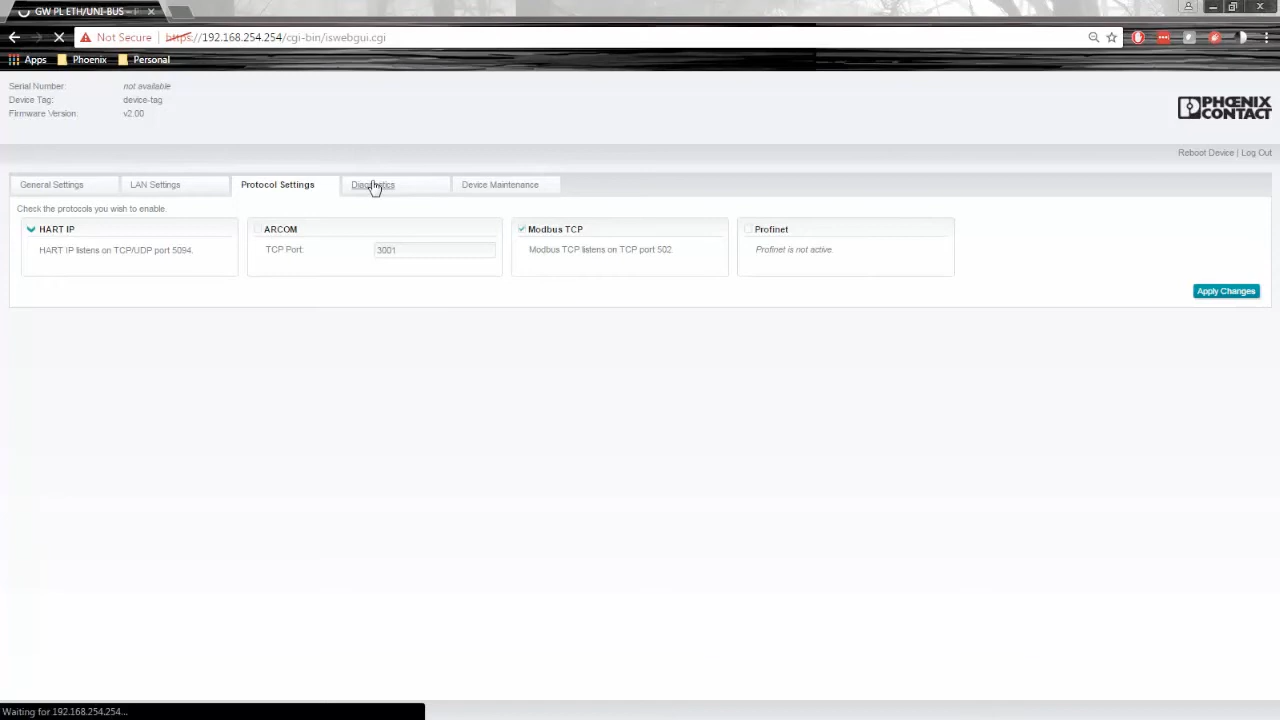 GW PL ETH/UNI-BUS –
Not Secure https://192.168.254.254/cgi-bin/iswebgui.cgi
Apps Phoenix Personal
Serial Number: not available
Device Tag: device-tag
Firmware Version: v2.00
PHŒNIX
CONTACT
Reboot Device | Log Out
General Settings LAN Settings Protocol Settings Diagnostics Device Maintenance
Check the protocols you wish to enable.
HART IP ARCOM Modbus TCP Profinet
HART IP listens on TCP/UDP port 5094. TCP Port: 3001 Modbus TCP listens on TCP port 502. Profinet is not active.
Apply Changes
Waiting for 192.168.254.254...